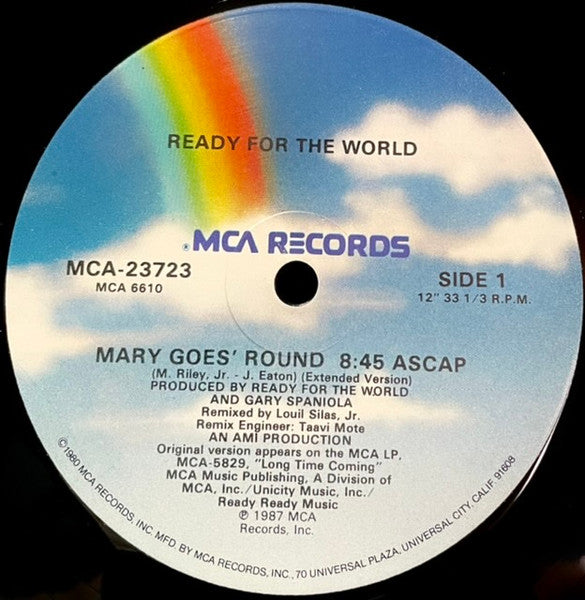 READY FOR THE WORLD
® MCA RECORDS
MCA-23723
MCA 6610
SIDE 1
12" 33 1/3 R.P.M.
MARY GOES' ROUND 8:45 ASCAP
(M. Riley, Jr. - J. Eaton) (Extended Version)
PRODUCED BY READY FOR THE WORLD
AND GARY SPANIOLA
Remixed by Louil Silas, Jr.
Remix Engineer: Taavi Mote
AN AMI PRODUCTION
Original version appears on the MCA LP,
MCA-5829, "Long Time Coming"
MCA Music Publishing, A Division of
MCA, Inc./Unicity Music, Inc./
Ready Ready Music
℗ 1987 MCA
Records, Inc.
©1980 MCA RECORDS, INC. MFD. BY MCA RECORDS, INC., 70 UNIVERSAL PLAZA, UNIVERSAL CITY, CALIF. 91608